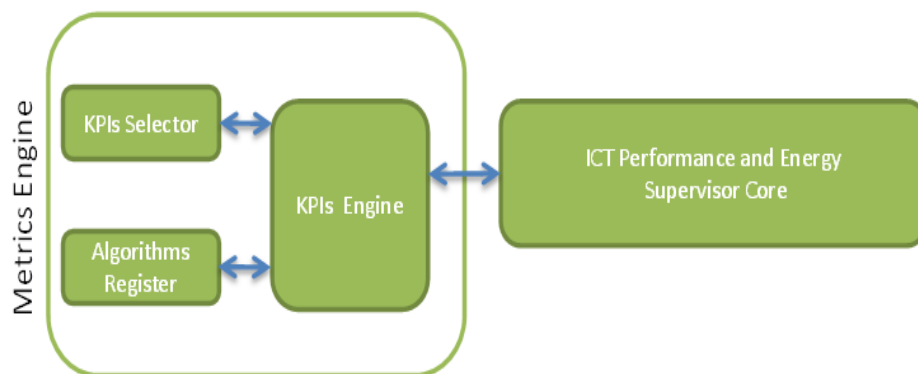 Metrics Engine
KPIs Selector
Algorithms
Register
KPIs Engine
ICT Performance and Energy
Supervisor Core